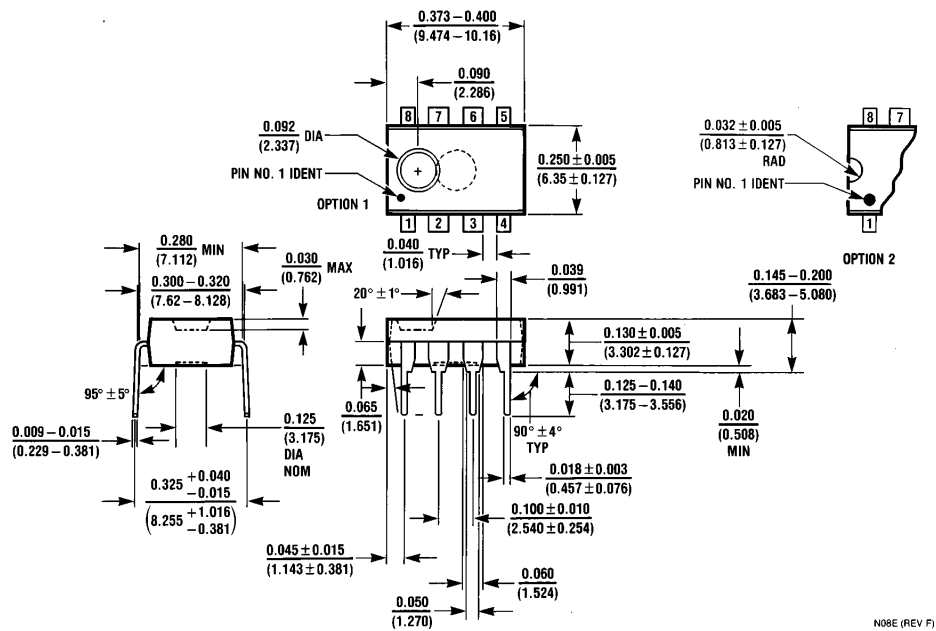 0.373 – 0.400
(9.474 – 10.16)
0.090
(2.286)
8 7 6 5
0.092 DIA
(2.337)
PIN NO. 1 IDENT
+
OPTION 1
1 2 3 4
0.250 ± 0.005
(6.35 ± 0.127)
0.032 ± 0.005
(0.813 ± 0.127)
RAD
PIN NO. 1 IDENT
8 7
1
OPTION 2
0.280 MIN
(7.112)
0.030 MAX
(0.762)
0.300 – 0.320
(7.62 – 8.128)
0.040 TYP
(1.016)
0.039
(0.991)
0.145 – 0.200
(3.683 – 5.080)
20° ± 1°
0.130 ± 0.005
(3.302 ± 0.127)
95° ± 5°
0.065
(1.651)
0.125 – 0.140
(3.175 – 3.556)
0.020
(0.508)
MIN
90° ± 4°
TYP
0.009 – 0.015
(0.229 – 0.381)
0.125
(3.175)
DIA
NOM
0.018 ± 0.003
(0.457 ± 0.076)
0.325 +0.040
−0.015
(8.255 +1.016
−0.381)
0.100 ± 0.010
(2.540 ± 0.254)
0.045 ± 0.015
(1.143 ± 0.381)
0.060
(1.524)
0.050
(1.270)
N08E (REV F)